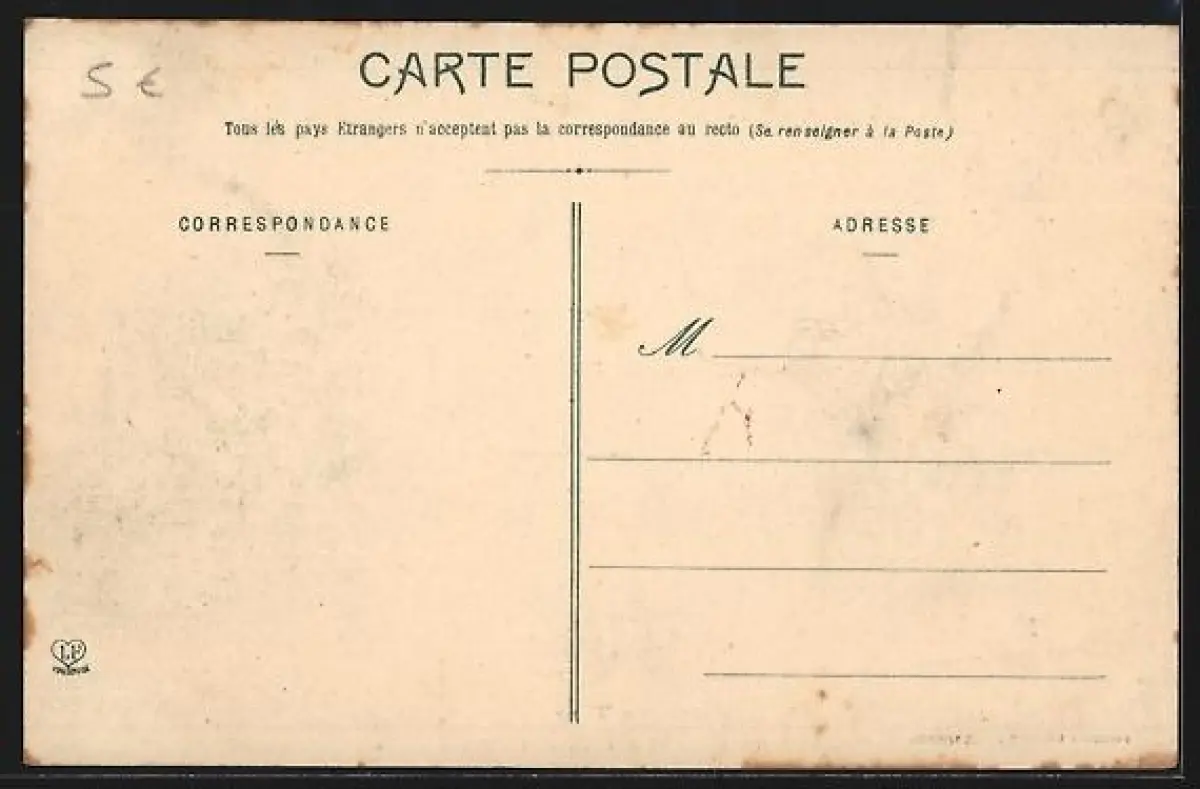 5 €
CARTE POSTALE
Tous les pays Etrangers n'acceptent pas la correspondance au recto (Se renseigner à la Poste)
CORRESPONDANCE
ADRESSE
M